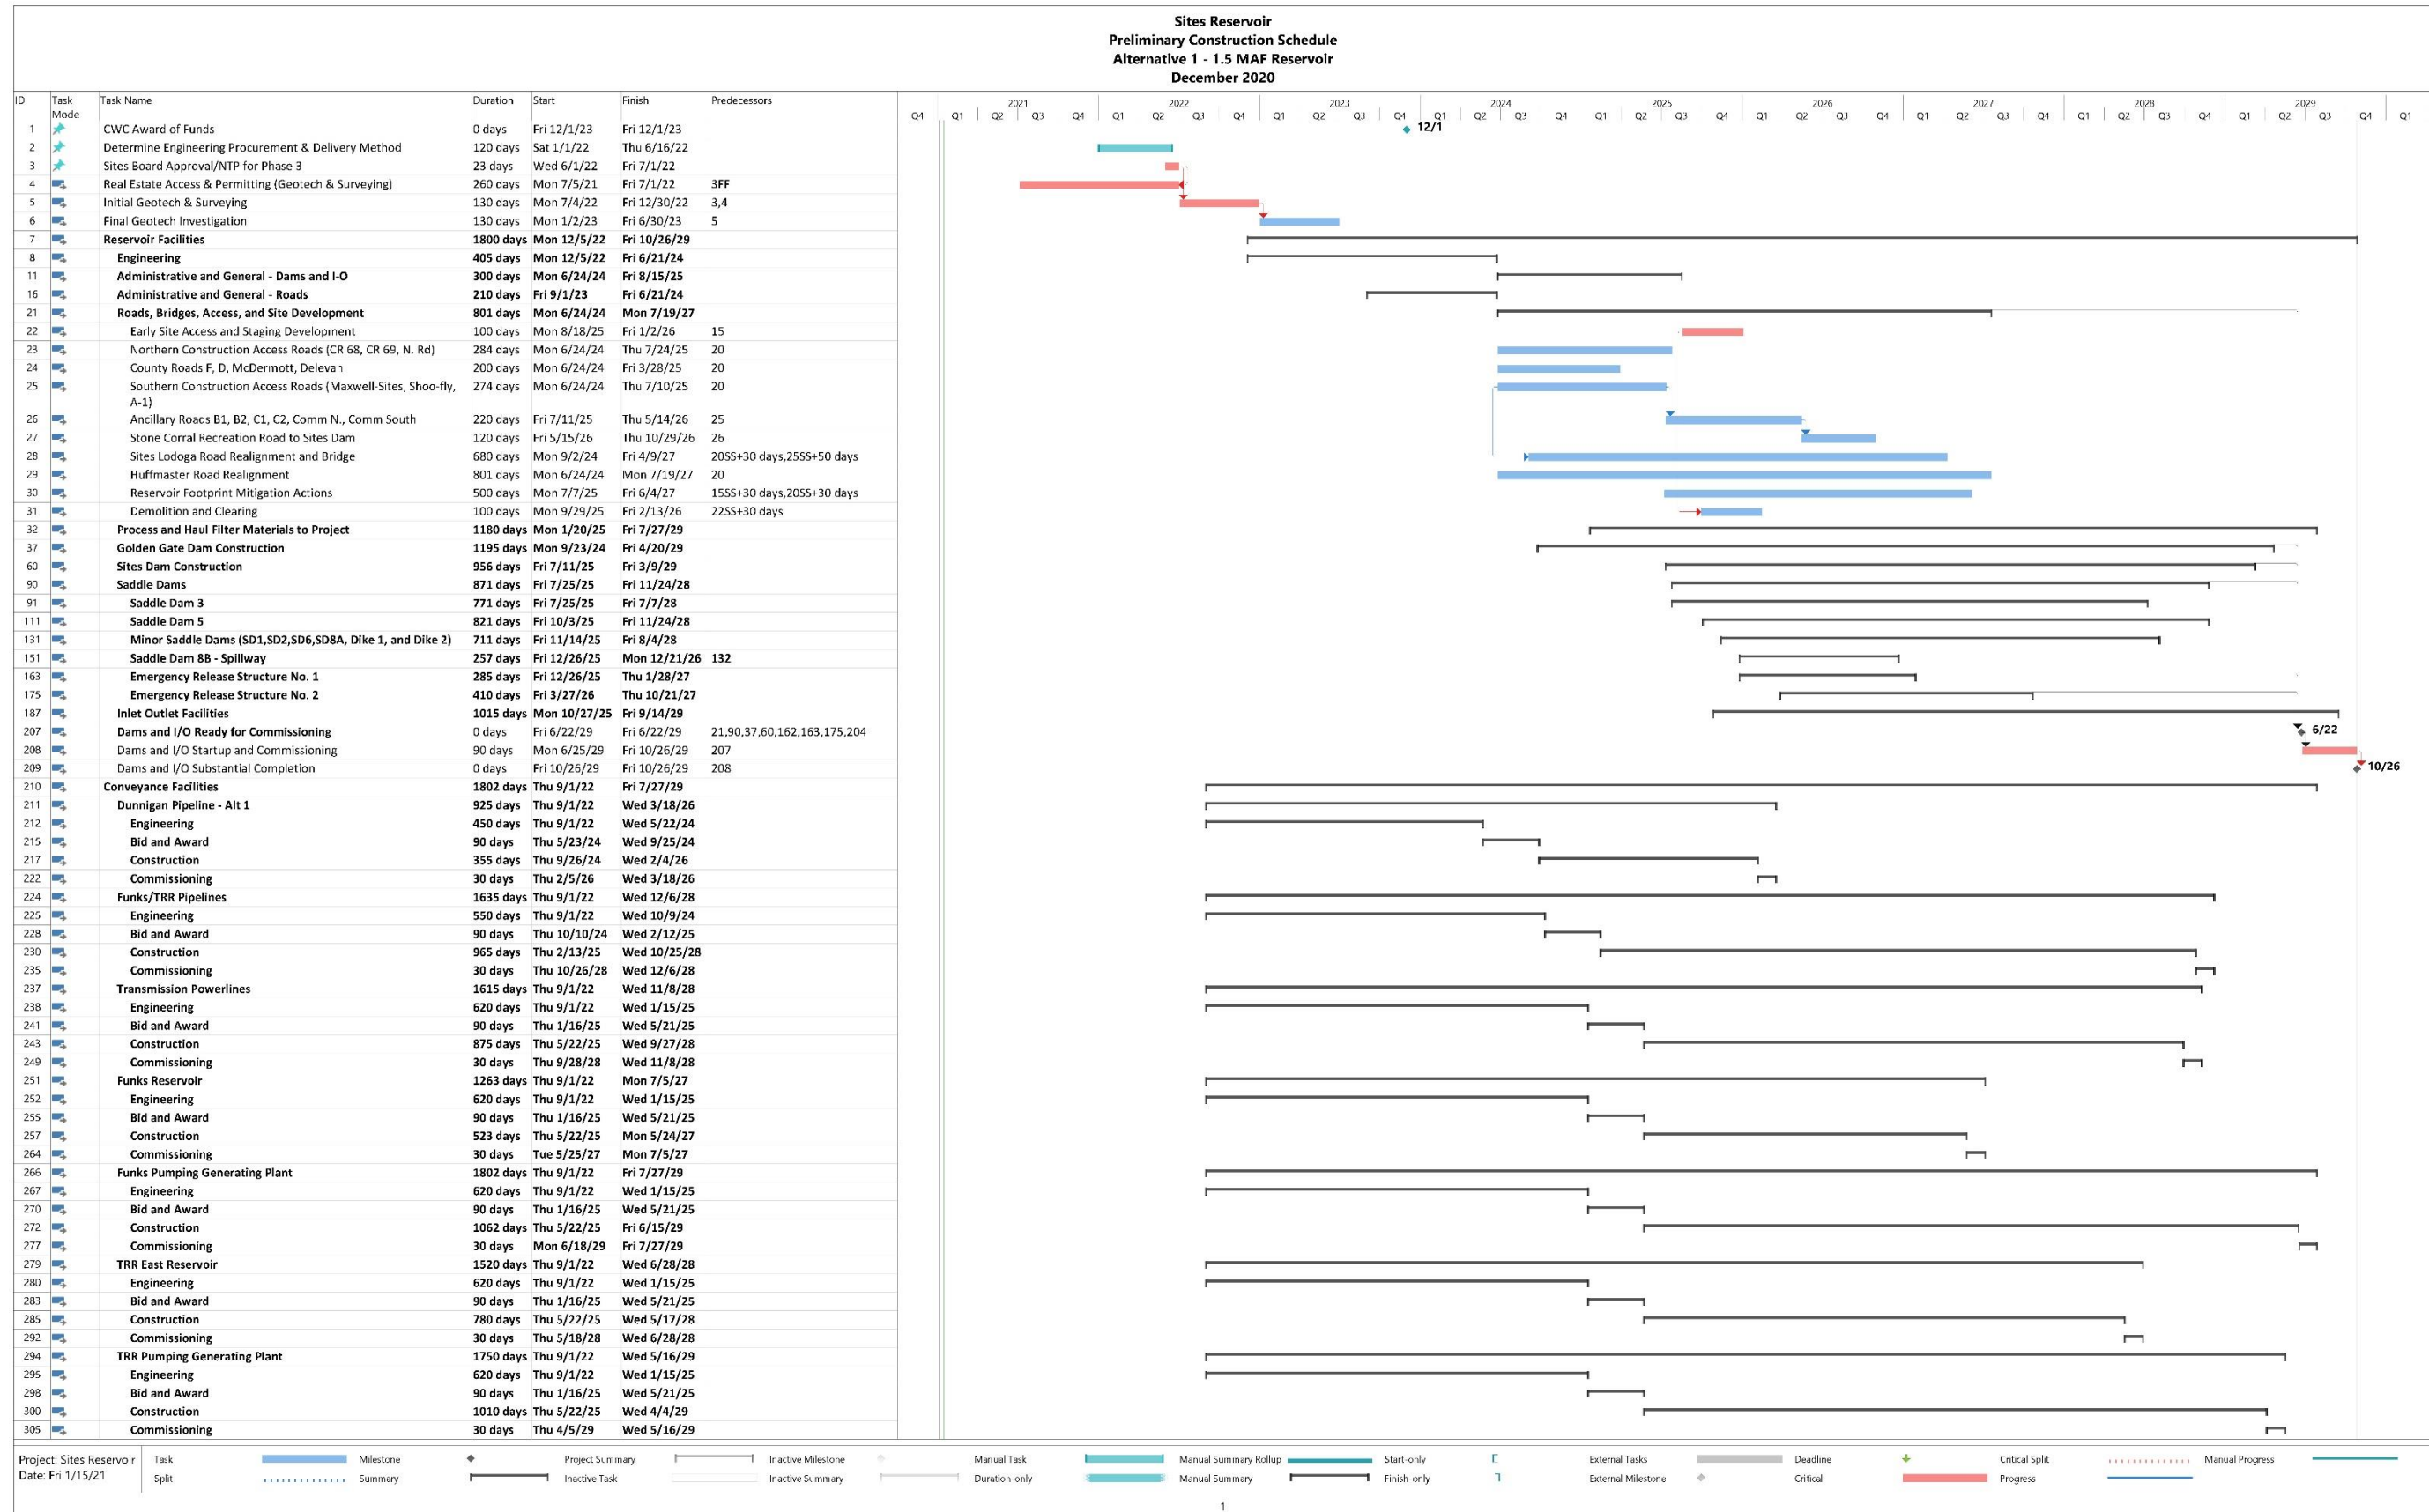 Sites Reservoir
Preliminary Construction Schedule
Alternative 1 - 1.5 MAF Reservoir
December 2020
ID Task Mode Task Name Duration Start Finish Predecessors
2021 2022 2023 2024 2025 2026 2027 2028 2029
Q4 Q1 Q2 Q3 Q4 Q1 Q2 Q3 Q4 Q1 Q2 Q3 Q4 Q1 Q2 Q3 Q4 Q1 Q2 Q3 Q4 Q1 Q2 Q3 Q4 Q1 Q2 Q3 Q4 Q1 Q2 Q3 Q4 Q1 Q2 Q3 Q4 Q1
1 CWC Award of Funds 0 days Fri 12/1/23 Fri 12/1/23 12/1
2 Determine Engineering Procurement & Delivery Method 120 days Sat 1/1/22 Thu 6/16/22
3 Sites Board Approval/NTP for Phase 3 23 days Wed 6/1/22 Fri 7/1/22
4 Real Estate Access & Permitting (Geotech & Surveying) 260 days Mon 7/5/21 Fri 7/1/22 3FF
5 Initial Geotech & Surveying 130 days Mon 7/4/22 Fri 12/30/22 3,4
6 Final Geotech Investigation 130 days Mon 1/2/23 Fri 6/30/23 5
7 Reservoir Facilities 1800 days Mon 12/5/22 Fri 10/26/29
8 Engineering 405 days Mon 12/5/22 Fri 6/21/24
11 Administrative and General - Dams and I-O 300 days Mon 6/24/24 Fri 8/15/25
16 Administrative and General - Roads 210 days Fri 9/1/23 Fri 6/21/24
21 Roads, Bridges, Access, and Site Development 801 days Mon 6/24/24 Mon 7/19/27
22 Early Site Access and Staging Development 100 days Mon 8/18/25 Fri 1/2/26 15
23 Northern Construction Access Roads (CR 68, CR 69, N. Rd) 284 days Mon 6/24/24 Thu 7/24/25 20
24 County Roads F, D, McDermott, Delevan 200 days Mon 6/24/24 Fri 3/28/25 20
25 Southern Construction Access Roads (Maxwell-Sites, Shoo-fly, 274 days Mon 6/24/24 Thu 7/10/25 20
A-1)
26 Ancillary Roads B1, B2, C1, C2, Comm N., Comm South 220 days Fri 7/11/25 Thu 5/14/26 25
27 Stone Corral Recreation Road to Sites Dam 120 days Fri 5/15/26 Thu 10/29/26 26
28 Sites Lodoga Road Realignment and Bridge 680 days Mon 9/2/24 Fri 4/9/27 20SS+30 days,25SS+50 days
29 Huffmaster Road Realignment 801 days Mon 6/24/24 Mon 7/19/27 20
30 Reservoir Footprint Mitigation Actions 500 days Mon 7/7/25 Fri 6/4/27 15SS+30 days,20SS+30 days
31 Demolition and Clearing 100 days Mon 9/29/25 Fri 2/13/26 22SS+30 days
32 Process and Haul Filter Materials to Project 1180 days Mon 1/20/25 Fri 7/27/29
37 Golden Gate Dam Construction 1195 days Mon 9/23/24 Fri 4/20/29
60 Sites Dam Construction 956 days Fri 7/11/25 Fri 3/9/29
90 Saddle Dams 871 days Fri 7/25/25 Fri 11/24/28
91 Saddle Dam 3 771 days Fri 7/25/25 Fri 7/7/28
111 Saddle Dam 5 821 days Fri 10/3/25 Fri 11/24/28
131 Minor Saddle Dams (SD1,SD2,SD6,SD8A, Dike 1, and Dike 2) 711 days Fri 11/14/25 Fri 8/4/28
151 Saddle Dam 8B - Spillway 257 days Fri 12/26/25 Mon 12/21/26 132
163 Emergency Release Structure No. 1 285 days Fri 12/26/25 Thu 1/28/27
175 Emergency Release Structure No. 2 410 days Fri 3/27/26 Thu 10/21/27
187 Inlet Outlet Facilities 1015 days Mon 10/27/25 Fri 9/14/29
207 Dams and I/O Ready for Commissioning 0 days Fri 6/22/29 Fri 6/22/29 21,90,37,60,162,163,175,204 6/22
208 Dams and I/O Startup and Commissioning 90 days Mon 6/25/29 Fri 10/26/29 207
209 Dams and I/O Substantial Completion 0 days Fri 10/26/29 Fri 10/26/29 208 10/26
210 Conveyance Facilities 1802 days Thu 9/1/22 Fri 7/27/29
211 Dunnigan Pipeline - Alt 1 925 days Thu 9/1/22 Wed 3/18/26
212 Engineering 450 days Thu 9/1/22 Wed 5/22/24
215 Bid and Award 90 days Thu 5/23/24 Wed 9/25/24
217 Construction 355 days Thu 9/26/24 Wed 2/4/26
222 Commissioning 30 days Thu 2/5/26 Wed 3/18/26
224 Funks/TRR Pipelines 1635 days Thu 9/1/22 Wed 12/6/28
225 Engineering 550 days Thu 9/1/22 Wed 10/9/24
228 Bid and Award 90 days Thu 10/10/24 Wed 2/12/25
230 Construction 965 days Thu 2/13/25 Wed 10/25/28
235 Commissioning 30 days Thu 10/26/28 Wed 12/6/28
237 Transmission Powerlines 1615 days Thu 9/1/22 Wed 11/8/28
238 Engineering 620 days Thu 9/1/22 Wed 1/15/25
241 Bid and Award 90 days Thu 1/16/25 Wed 5/21/25
243 Construction 875 days Thu 5/22/25 Wed 9/27/28
249 Commissioning 30 days Thu 9/28/28 Wed 11/8/28
251 Funks Reservoir 1263 days Thu 9/1/22 Mon 7/5/27
252 Engineering 620 days Thu 9/1/22 Wed 1/15/25
255 Bid and Award 90 days Thu 1/16/25 Wed 5/21/25
257 Construction 523 days Thu 5/22/25 Mon 5/24/27
264 Commissioning 30 days Tue 5/25/27 Mon 7/5/27
266 Funks Pumping Generating Plant 1802 days Thu 9/1/22 Fri 7/27/29
267 Engineering 620 days Thu 9/1/22 Wed 1/15/25
270 Bid and Award 90 days Thu 1/16/25 Wed 5/21/25
272 Construction 1062 days Thu 5/22/25 Fri 6/15/29
277 Commissioning 30 days Mon 6/18/29 Fri 7/27/29
279 TRR East Reservoir 1520 days Thu 9/1/22 Wed 6/28/28
280 Engineering 620 days Thu 9/1/22 Wed 1/15/25
283 Bid and Award 90 days Thu 1/16/25 Wed 5/21/25
285 Construction 780 days Thu 5/22/25 Wed 5/17/28
292 Commissioning 30 days Thu 5/18/28 Wed 6/28/28
294 TRR Pumping Generating Plant 1750 days Thu 9/1/22 Wed 5/16/29
295 Engineering 620 days Thu 9/1/22 Wed 1/15/25
298 Bid and Award 90 days Thu 1/16/25 Wed 5/21/25
300 Construction 1010 days Thu 5/22/25 Wed 4/4/29
305 Commissioning 30 days Thu 4/5/29 Wed 5/16/29
Project: Sites Reservoir Task Milestone Project Summary Inactive Milestone Manual Task Manual Summary Rollup Start-only External Tasks Deadline Critical Split Manual Progress
Date: Fri 1/15/21 Split Summary Inactive Task Inactive Summary Duration-only Manual Summary Finish-only External Milestone Critical Progress
1